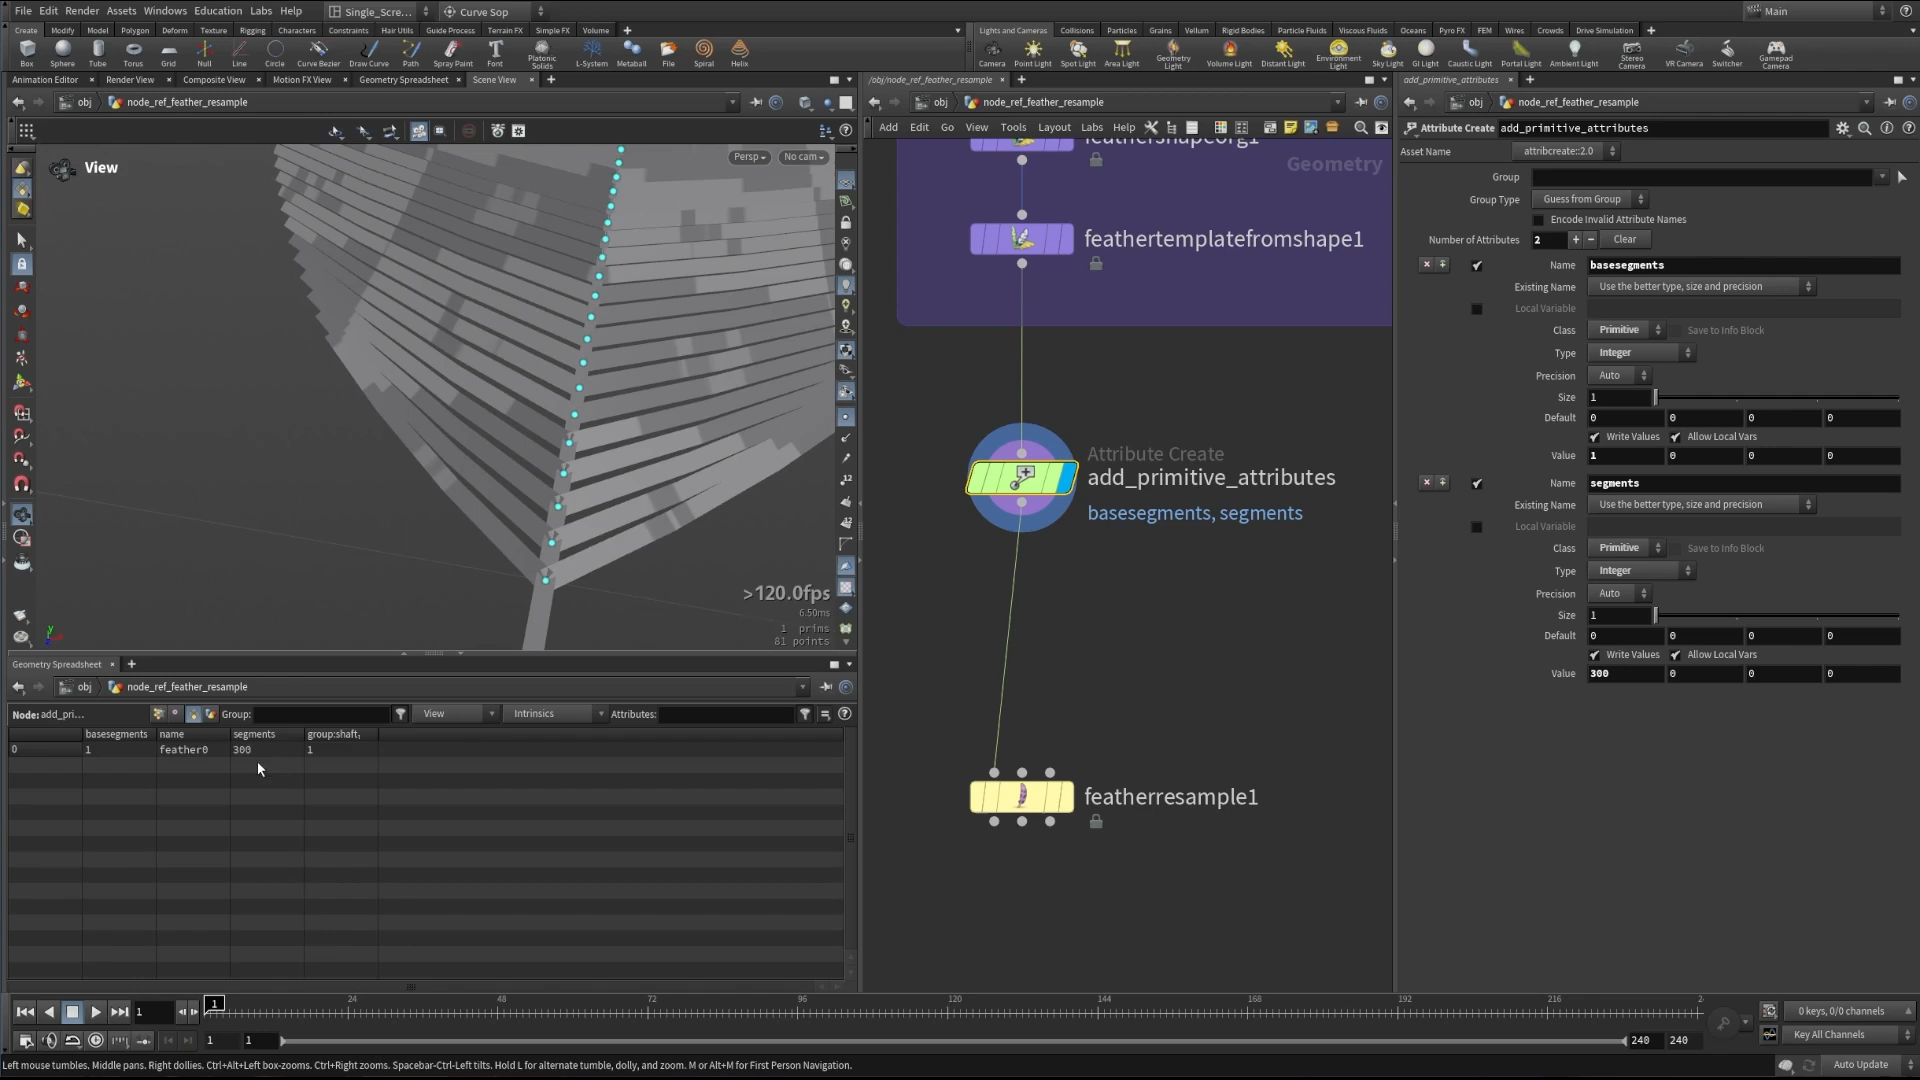 File Edit Render Assets Windows Education Labs Help Single_Scre... Curve Sop Main
Create Modify Model Polygon Deform Texture Rigging Characters Constraints Hair Utils Guide Process Terrain FX Simple FX Volume
Lights and Cameras Collisions Particles Grains Vellum Rigid Bodies Particle Fluids Viscous Fluids Oceans Pyro FX FEM Wires Crowds Drive Simulation
Box Sphere Tube Torus Grid Null Line Circle Curve Bezier Draw Curve Path Spray Paint Font Platonic Solids L-System Metaball File Spiral Helix
Camera Point Light Spot Light Area Light Geometry Light Volume Light Distant Light Environment Light Sky Light GI Light Caustic Light Portal Light Ambient Light Stereo Camera VR Camera Switcher Gamepad Camera
Animation Editor Render View Composite View Motion FX View Geometry Spreadsheet Scene View
/obj/node_ref_feather_resample
add_primitive_attributes
obj node_ref_feather_resample
obj node_ref_feather_resample
obj node_ref_feather_resample
View
Persp No cam
>120.0fps
6.50ms
1 prims
81 points
Add Edit Go View Tools Layout Labs Help
feathershapeorg1
Geometry
feathertemplatefromshape1
Attribute Create
add_primitive_attributes
basesegments, segments
featherresample1
Attribute Create add_primitive_attributes
Asset Name attribcreate::2.0
Group
Group Type Guess from Group
Encode Invalid Attribute Names
Number of Attributes 2 + - Clear
Name basesegments
Existing Name Use the better type, size and precision
Local Variable
Class Primitive Save to Info Block
Type Integer
Precision Auto
Size 1
Default 0 0 0 0
Write Values Allow Local Vars
Value 1 0 0 0
Name segments
Existing Name Use the better type, size and precision
Local Variable
Class Primitive Save to Info Block
Type Integer
Precision Auto
Size 1
Default 0 0 0 0
Write Values Allow Local Vars
Value 300 0 0 0
Geometry Spreadsheet
obj node_ref_feather_resample
Node: add_pri... Group: View Intrinsics Attributes:
basesegments name segments group:shaft
0 1 feather0 300 1
1 1 24 48 72 96 120 144 168 192 216 2
0 keys, 0/0 channels
1 1 240 240 Key All Channels
Left mouse tumbles. Middle pans. Right dollies. Ctrl+Alt+Left box-zooms. Ctrl+Right zooms. Spacebar-Ctrl-Left tilts. Hold L for alternate tumble, dolly, and zoom. M or Alt+M for First Person Navigation.
Auto Update